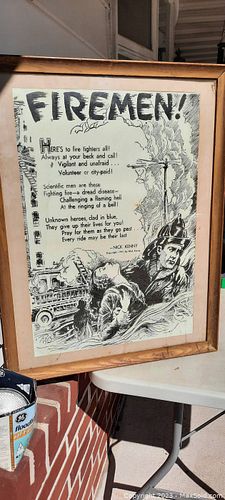 FIREMEN!
HERE'S to fire fighters all!
Always at your beck and call!
Vigilant and unafraid . . .
Volunteer or city-paid!
Scientific men are these
Fighting fire—a dread disease—
Challenging a flaming hell
At the ringing of a bell!
Unknown heroes, clad in blue,
They give up their lives for you!
Pray for them as they go past
Every ride may be their last
—NICK KENNY
GE
floodl
Copyright 2023 - MaxSold.com